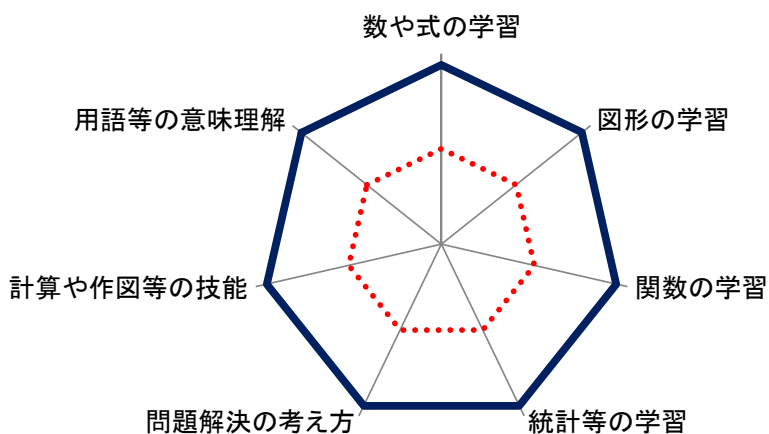 数や式の学習
用語等の意味理解
図形の学習
計算や作図等の技能
関数の学習
問題解決の考え方
統計等の学習